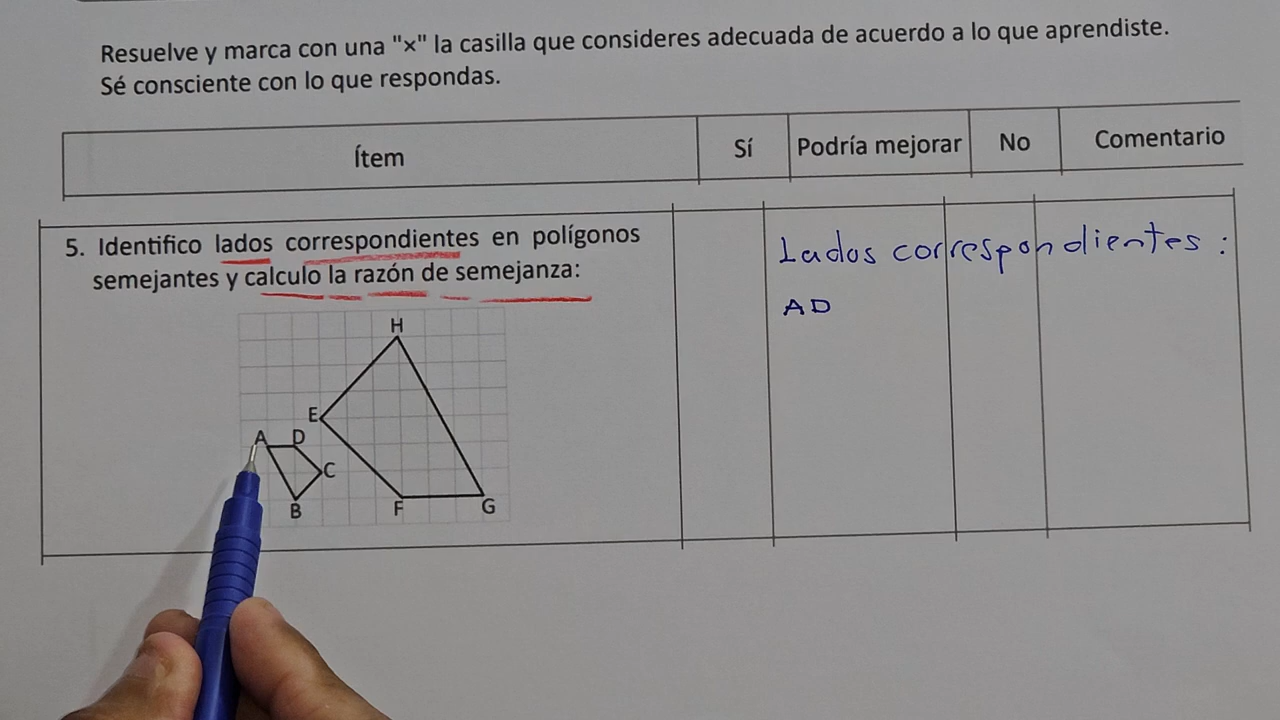 Resuelve y marca con una "×" la casilla que consideres adecuada de acuerdo a lo que aprendiste.
Sé consciente con lo que respondas.
Ítem
Sí
Podría mejorar
No
Comentario
5. Identifico lados correspondientes en polígonos
semejantes y calculo la razón de semejanza:
Lados correspondientes :
AD
H
E
A
D
C
B
F
G